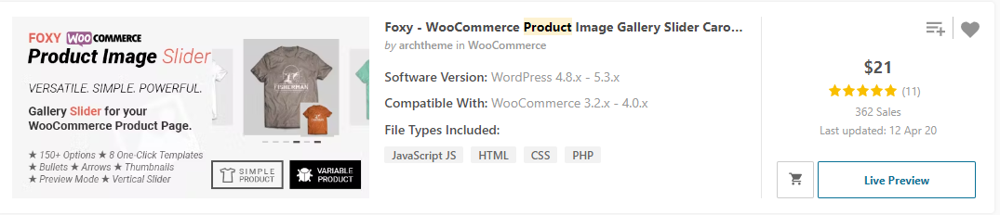 FOXY WOO COMMERCE
Product Image Slider
VERSATILE. SIMPLE. POWERFUL.
Gallery Slider for your
WooCommerce Product Page.
★ 150+ Options ★ 8 One-Click Templates
★ Bullets ★ Arrows ★ Thumbnails
★ Preview Mode ★ Vertical Slider
FISHERMAN
SIMPLE
PRODUCT
VARIABLE
PRODUCT
Foxy - WooCommerce Product Image Gallery Slider Caro...
by archtheme in WooCommerce
Software Version: WordPress 4.8.x - 5.3.x
Compatible With: WooCommerce 3.2.x - 4.0.x
File Types Included:
JavaScript JS HTML CSS PHP
$21
(11)
362 Sales
Last updated: 12 Apr 20
Live Preview